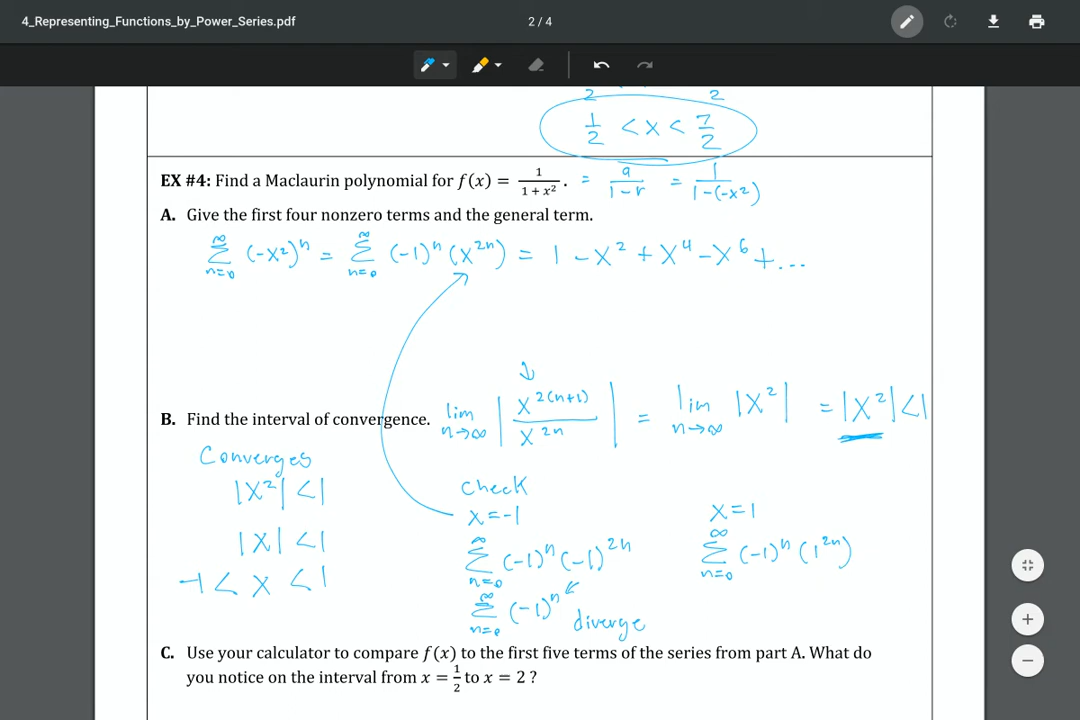 4_Representing_Functions_by_Power_Series.pdf
2 / 4
2 2
1/2 < x < 7/2
EX #4: Find a Maclaurin polynomial for f(x) = 1/(1 + x²). = a/(1-r) = 1/(1-(-x²))
A. Give the first four nonzero terms and the general term.
∞∑n=0 (-x²)ⁿ = ∞∑n=0 (-1)ⁿ (x²ⁿ) = 1 - x² + x⁴ - x⁶ + ...
↓
B. Find the interval of convergence. lim n→∞ | x^(2(n+1)) / x^(2n) | = lim n→∞ |x²| = |x²| < 1
Converges
|x²| < 1
|x| < 1
-1 < x < 1
Check
x = -1
∞∑n=0 (-1)ⁿ (-1)²ⁿ
∞∑n=0 (-1)ⁿ diverge
x = 1
∞∑n=0 (-1)ⁿ (1²ⁿ)
C. Use your calculator to compare f(x) to the first five terms of the series from part A. What do
you notice on the interval from x = 1/2 to x = 2 ?